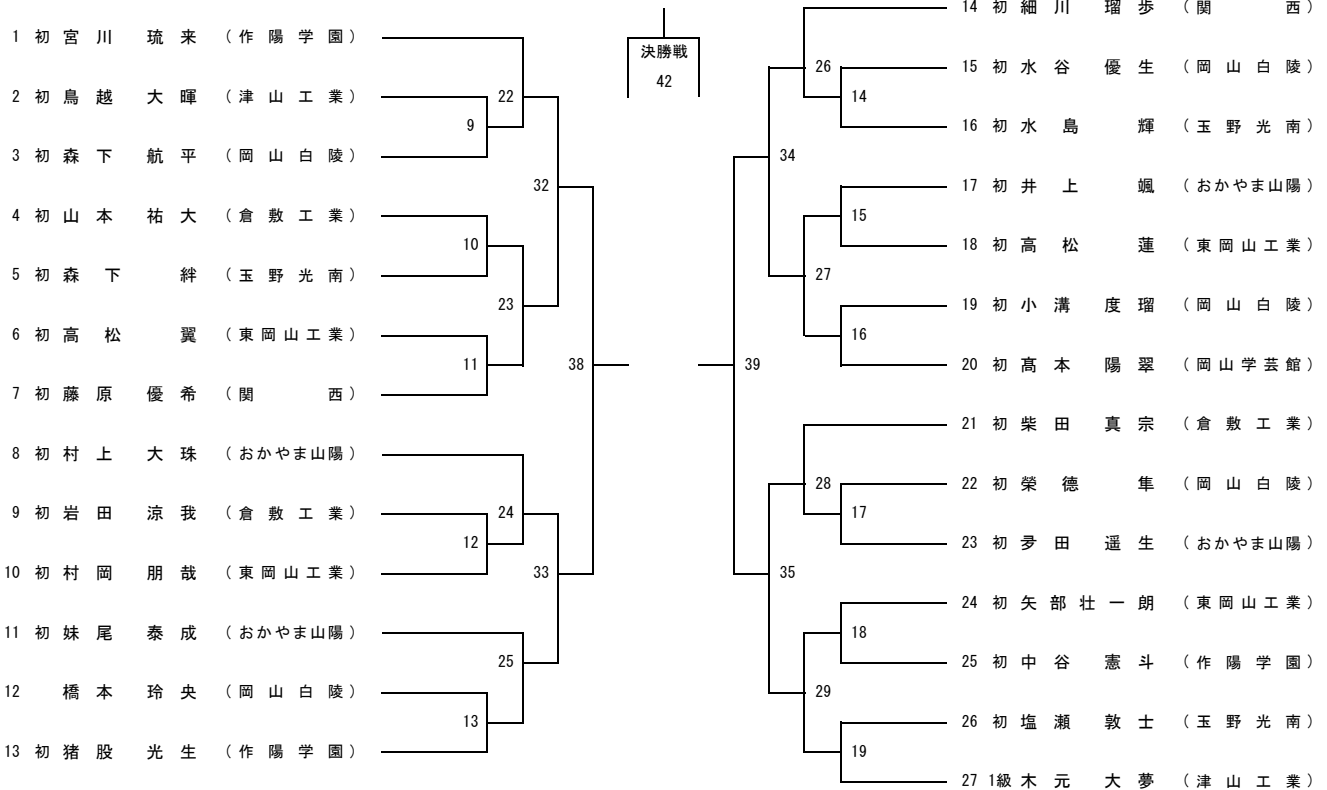 1 初 宮川 琉来 (作陽学園)
2 初 鳥越 大暉 (津山工業)
3 初 森下 航平 (岡山白陵)
4 初 山本 祐大 (倉敷工業)
5 初 森下 絆 (玉野光南)
6 初 高松 翼 (東岡山工業)
7 初 藤原 優希 (関西)
8 初 村上 大珠 (おかやま山陽)
9 初 岩田 涼我 (倉敷工業)
10 初 村岡 朋哉 (東岡山工業)
11 初 妹尾 泰成 (おかやま山陽)
12 橋本 玲央 (岡山白陵)
13 初 猪股 光生 (作陽学園)
9
10
11
12
13
22
23
24
25
32
33
38
決勝戦
42
39
34
35
26
27
28
29
14
15
16
17
18
19
14 初 細川 瑠歩 (関西)
15 初 水谷 優生 (岡山白陵)
16 初 水島 輝 (玉野光南)
17 初 井上 颯 (おかやま山陽)
18 初 高松 蓮 (東岡山工業)
19 初 小溝 度瑠 (岡山白陵)
20 初 髙本 陽翠 (岡山学芸館)
21 初 柴田 真宗 (倉敷工業)
22 初 榮德 隼 (岡山白陵)
23 初 田 遥生 (おかやま山陽)
24 初 矢部 壮一朗 (東岡山工業)
25 初 中谷 憲斗 (作陽学園)
26 初 塩瀬 敦士 (玉野光南)
27 1級 木元 大夢 (津山工業)